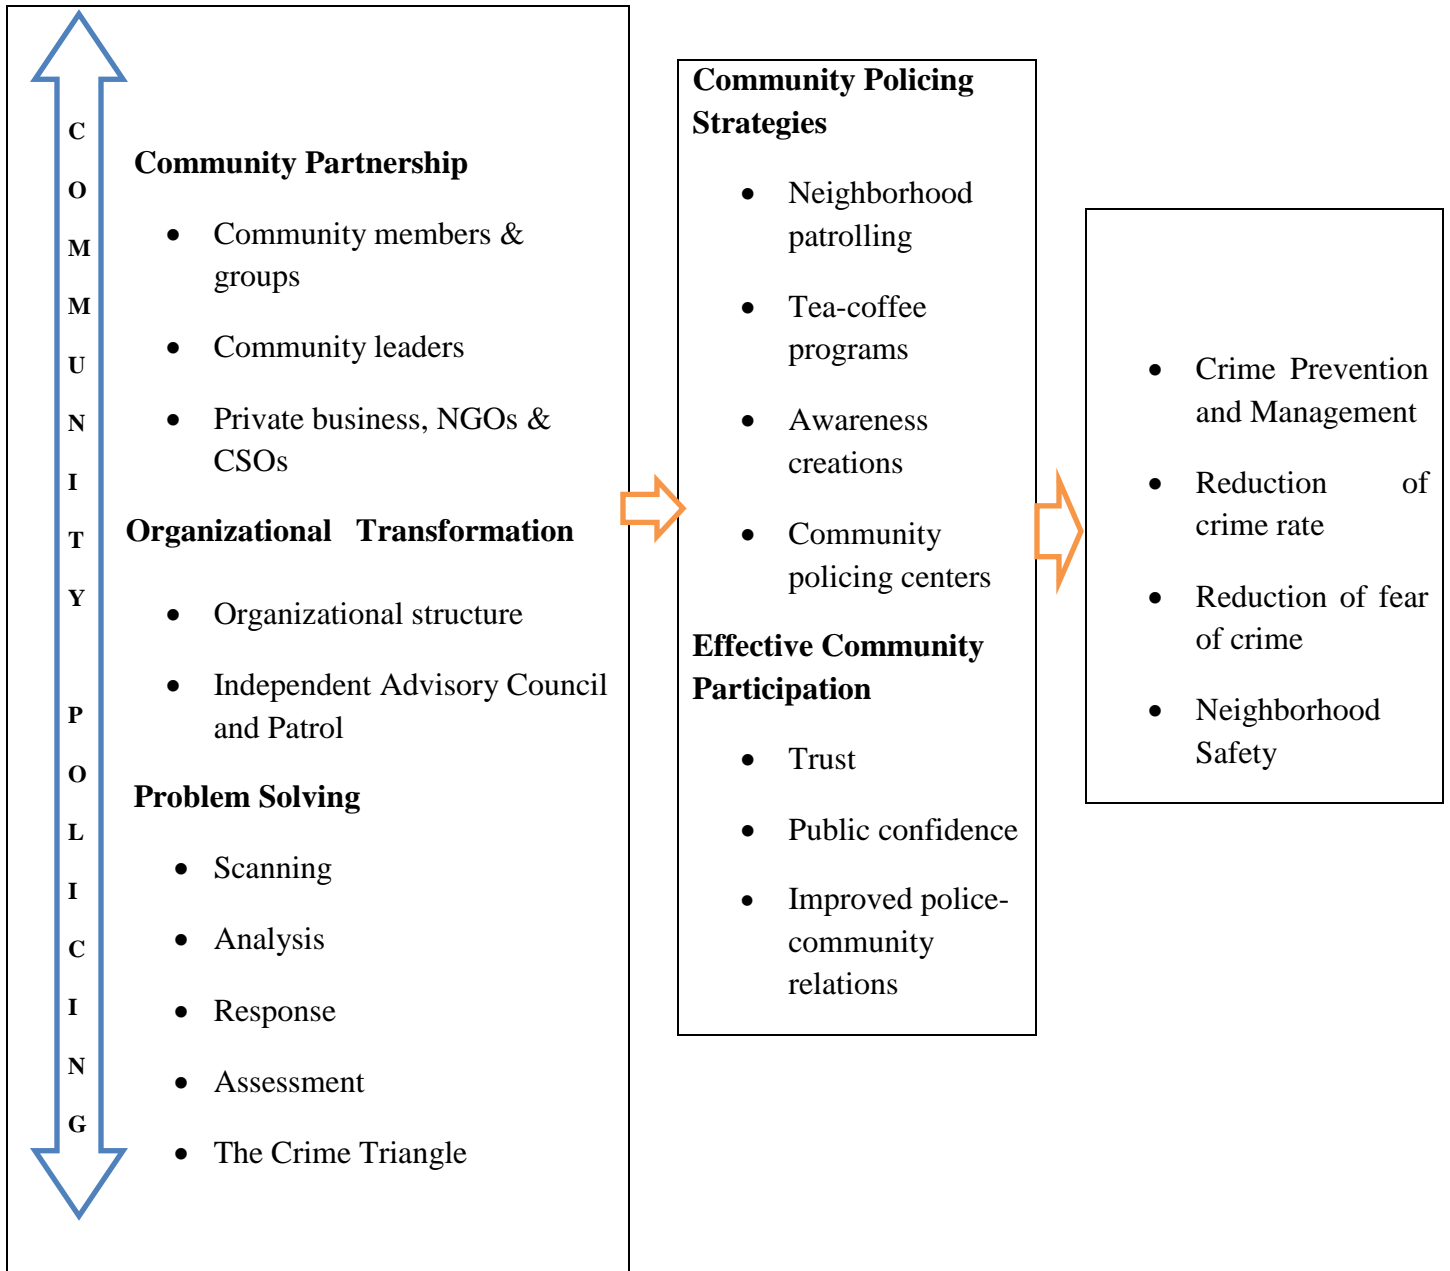 COMMUNITY POLICING
Community Partnership
• Community members &
groups
• Community leaders
• Private business, NGOs &
CSOs
Organizational Transformation
• Organizational structure
• Independent Advisory Council
and Patrol
Problem Solving
• Scanning
• Analysis
• Response
• Assessment
• The Crime Triangle
Community Policing
Strategies
• Neighborhood
patrolling
• Tea-coffee
programs
• Awareness
creations
• Community
policing centers
Effective Community
Participation
• Trust
• Public confidence
• Improved police-
community
relations
• Crime Prevention
and Management
• Reduction of
crime rate
• Reduction of fear
of crime
• Neighborhood
Safety